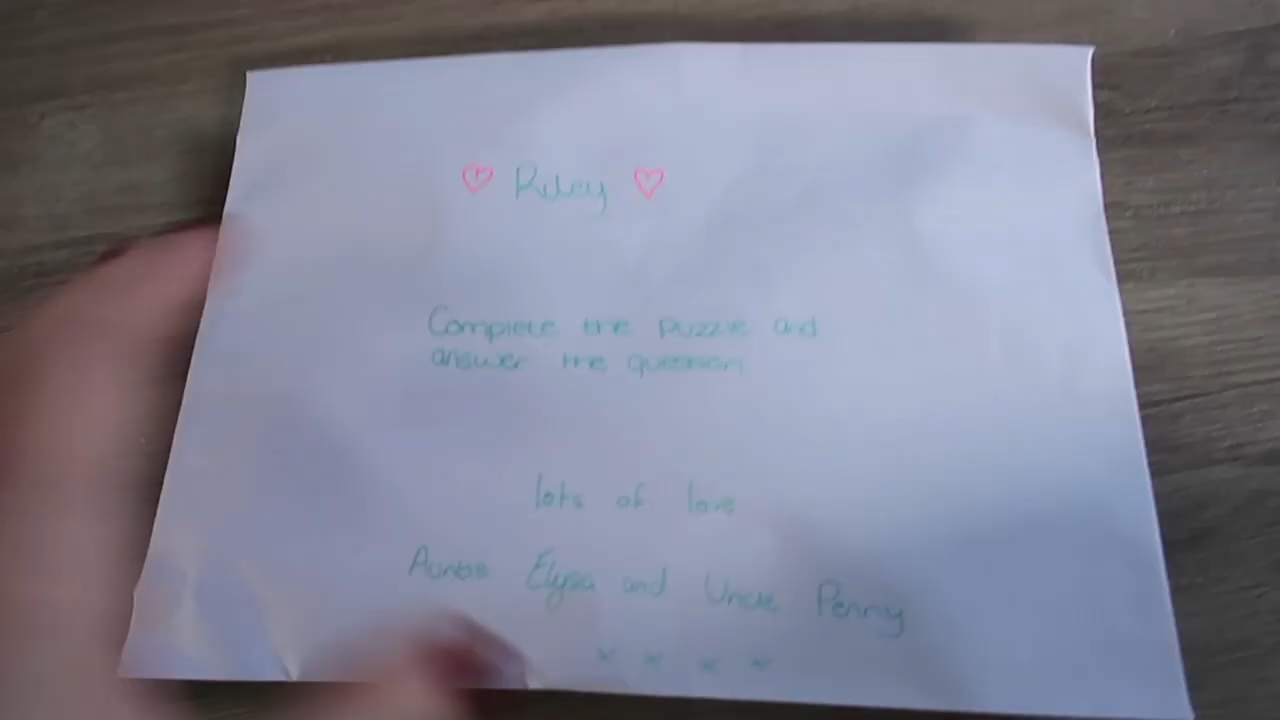 ♡ Riley ♡
Complete the puzzle and
answer the question
lots of love
Auntie Elysa and Uncle Penny
x x x x